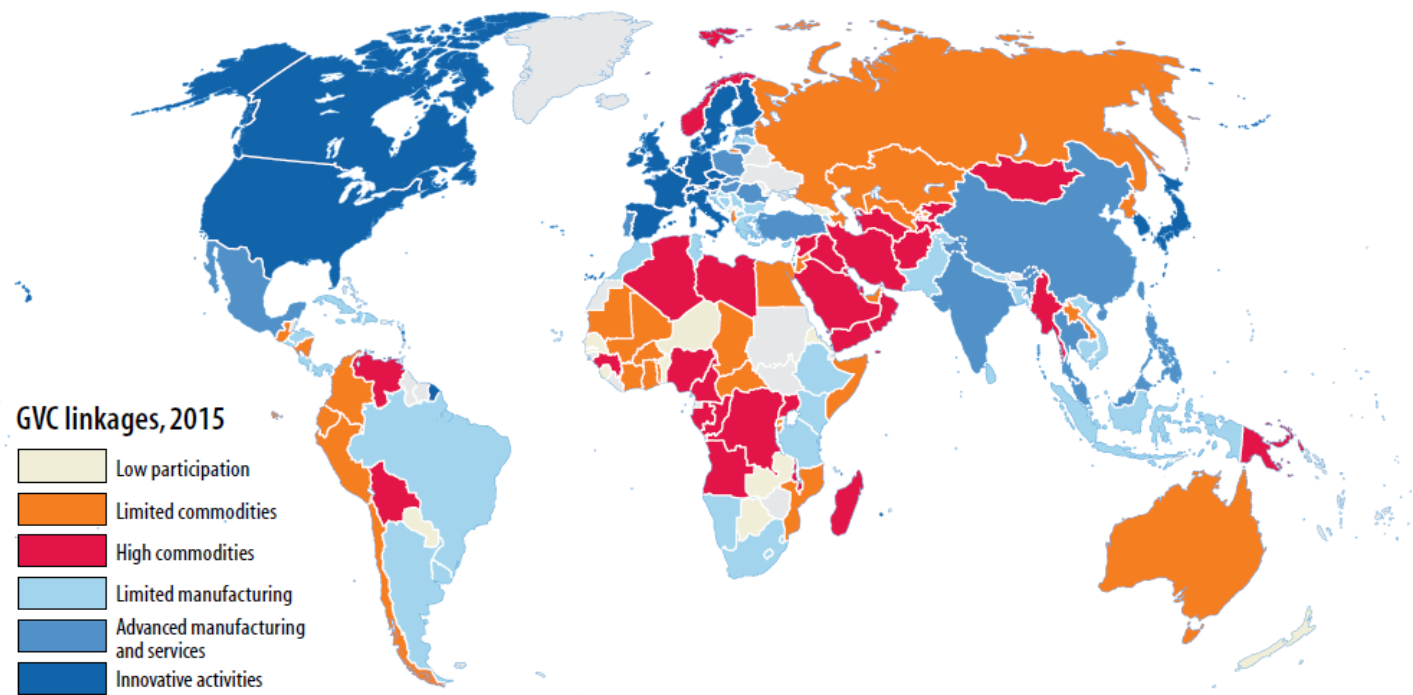 GVC linkages, 2015
Low participation
Limited commodities
High commodities
Limited manufacturing
Advanced manufacturing
and services
Innovative activities